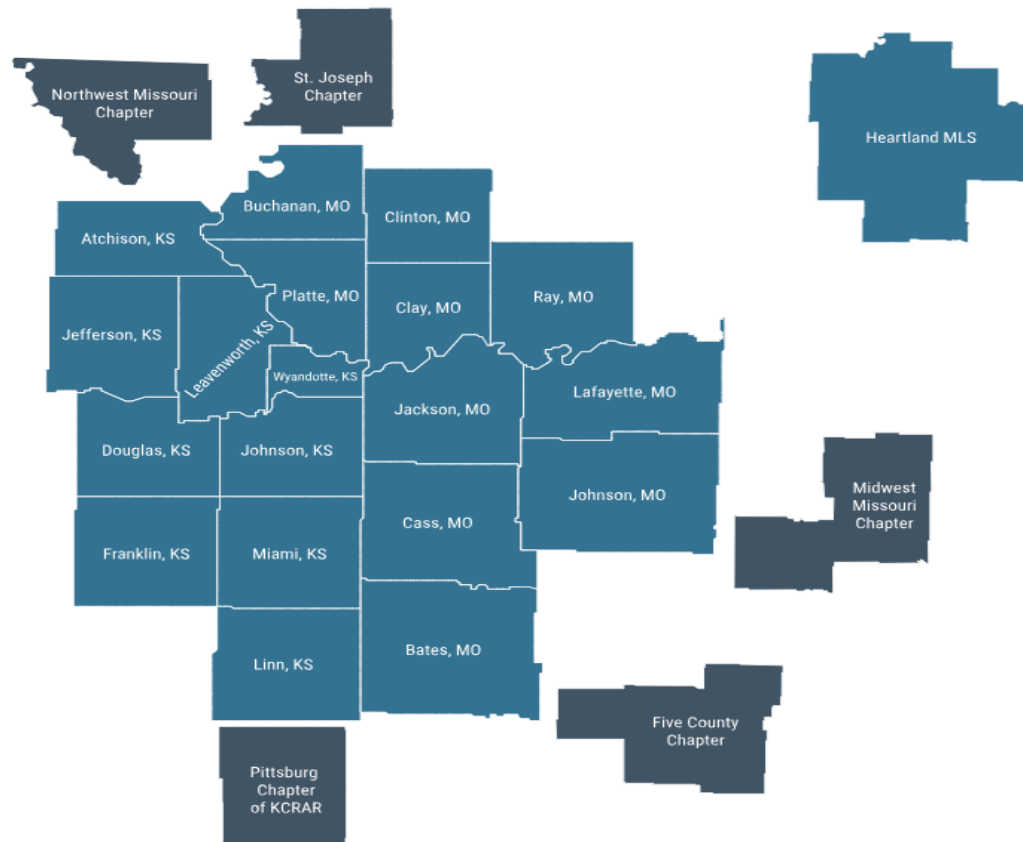 St. Joseph
Chapter
Northwest Missouri
Chapter
Heartland MLS
Buchanan, MO
Clinton, MO
Atchison, KS
Platte, MO
Ray, MO
Clay, MO
Jefferson, KS
Leavenworth, KS
Wyandotte, KS
Lafayette, MO
Jackson, MO
Douglas, KS
Johnson, KS
Johnson, MO
Midwest
Missouri
Chapter
Cass, MO
Franklin, KS
Miami, KS
Bates, MO
Linn, KS
Five County
Chapter
Pittsburg
Chapter
of KCRAR